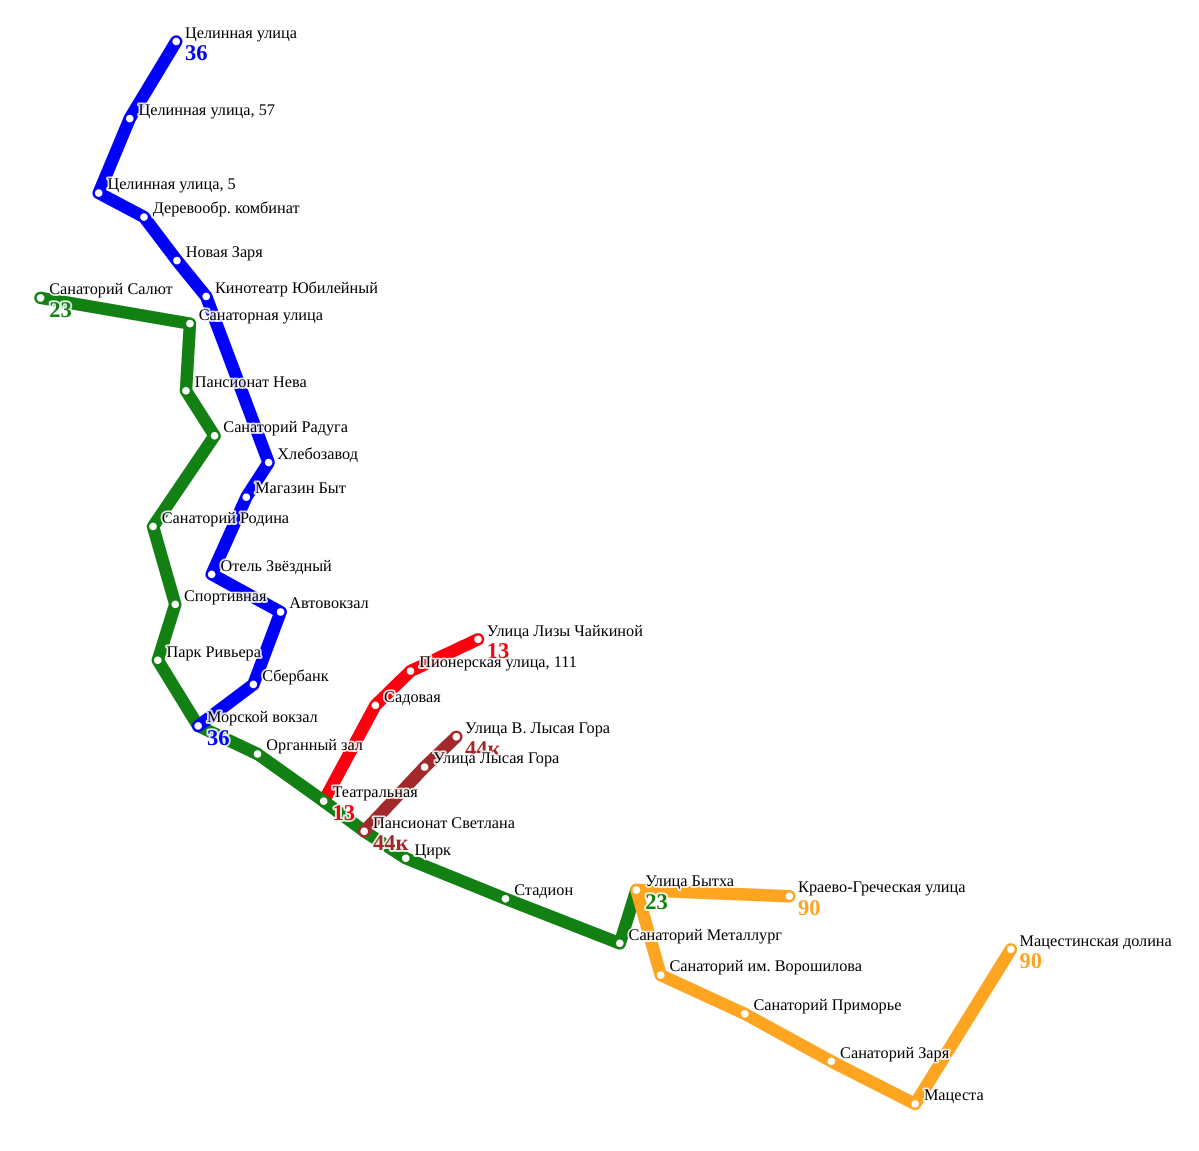 Целинная улица
36
Целинная улица, 57
Целинная улица, 5
Деревообр. комбинат
Новая Заря
Кинотеатр Юбилейный
Санаторий Салют
23
Санаторная улица
Пансионат Нева
Санаторий Радуга
Хлебозавод
Магазин Быт
Санаторий Родина
Отель Звёздный
Спортивная
Автовокзал
Улица Лизы Чайкиной
13
Парк Ривьера
Пионерская улица, 111
Сбербанк
Садовая
Морской вокзал
36
Улица В. Лысая Гора
44к
Органный зал
Улица Лысая Гора
Театральная
13
Пансионат Светлана
44к
Цирк
Стадион
Улица Бытха
23
Краево-Греческая улица
90
Санаторий Металлург
Мацестинская долина
90
Санаторий им. Ворошилова
Санаторий Приморье
Санаторий Заря
Мацеста